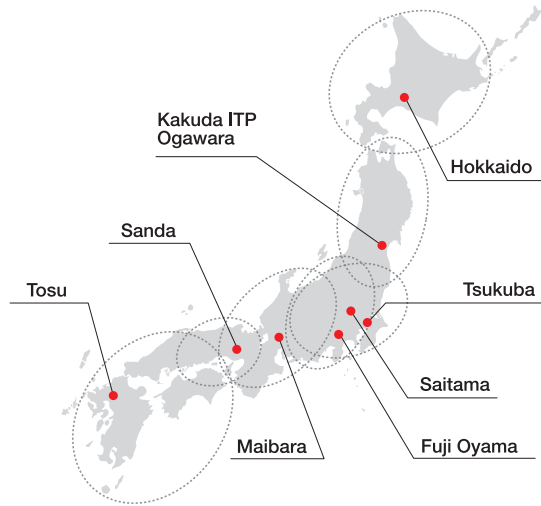 Kakuda ITP
Ogawara
Hokkaido
Sanda
Tosu
Tsukuba
Saitama
Maibara
Fuji Oyama